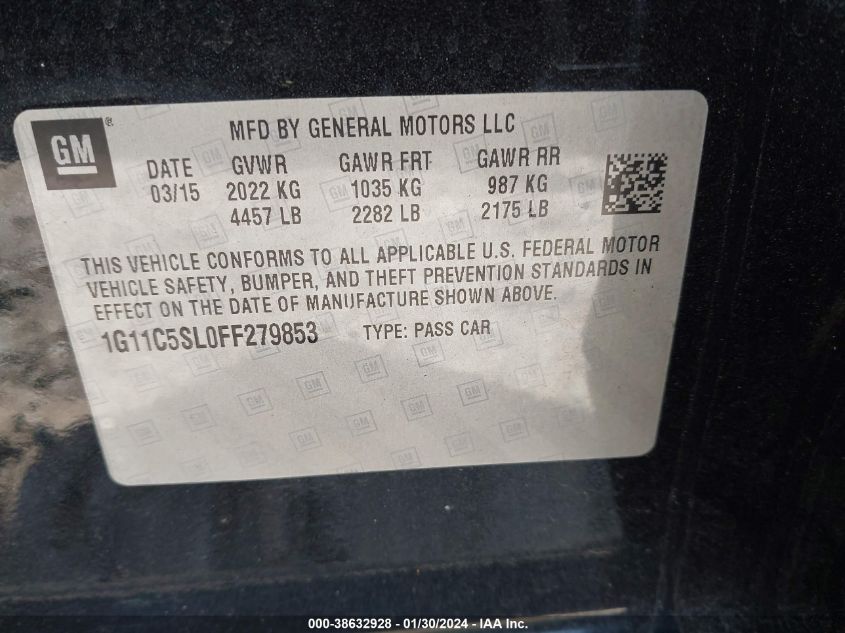 GM®
MFD BY GENERAL MOTORS LLC
DATE GVWR GAWR FRT GAWR RR
03/15 2022 KG 1035 KG 987 KG
4457 LB 2282 LB 2175 LB
THIS VEHICLE CONFORMS TO ALL APPLICABLE U.S. FEDERAL MOTOR
VEHICLE SAFETY, BUMPER, AND THEFT PREVENTION STANDARDS IN
EFFECT ON THE DATE OF MANUFACTURE SHOWN ABOVE.
1G11C5SL0FF279853 TYPE: PASS CAR
000-38632928 - 01/30/2024 - IAA Inc.